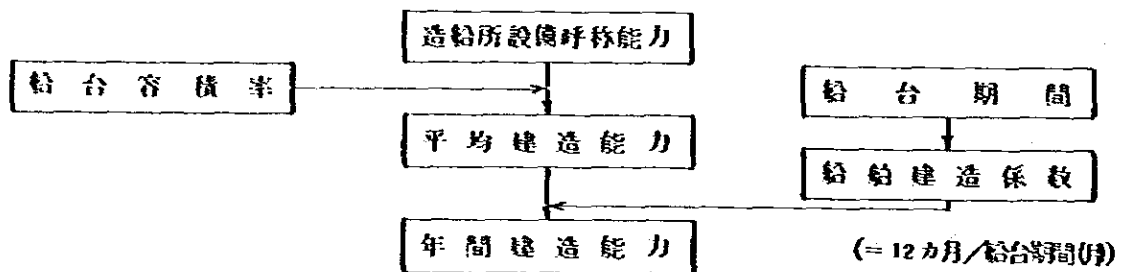 造船所設備呼称能力
船台容積率
船台期間
平均建造能力
船舶建造係数
年間建造能力
(=12カ月/船台期間(月))